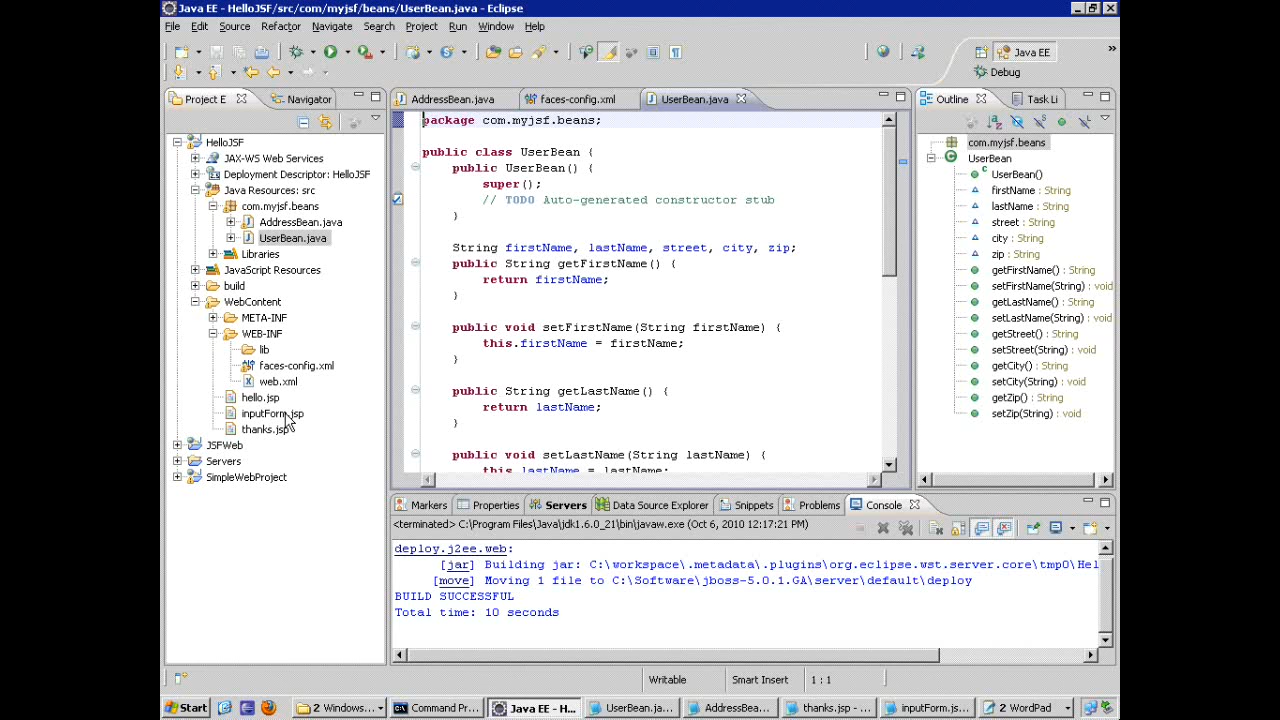 Java EE - HelloJSF/src/com/myjsf/beans/UserBean.java - Eclipse
File Edit Source Refactor Navigate Search Project Run Window Help
Java EE
»
Debug
Project E
Navigator
HelloJSF
JAX-WS Web Services
Deployment Descriptor: HelloJSF
Java Resources: src
com.myjsf.beans
AddressBean.java
UserBean.java
Libraries
JavaScript Resources
build
WebContent
META-INF
WEB-INF
lib
faces-config.xml
web.xml
hello.jsp
inputForm.jsp
thanks.jsp
JSFWeb
Servers
SimpleWebProject
AddressBean.java faces-config.xml UserBean.java
package com.myjsf.beans;
public class UserBean {
public UserBean() {
super();
// TODO Auto-generated constructor stub
}
String firstName, lastName, street, city, zip;
public String getFirstName() {
return firstName;
}
public void setFirstName(String firstName) {
this.firstName = firstName;
}
public String getLastName() {
return lastName;
}
public void setLastName(String lastName) {
this.lastName = lastName;
Outline Task Li
com.myjsf.beans
UserBean
UserBean()
firstName : String
lastName : String
street : String
city : String
zip : String
getFirstName() : String
setFirstName(String) : void
getLastName() : String
setLastName(String) : void
getStreet() : String
setStreet(String) : void
getCity() : String
setCity(String) : void
getZip() : String
setZip(String) : void
Markers Properties Servers Data Source Explorer Snippets Problems Console
<terminated> C:\Program Files\Java\jdk1.6.0_21\bin\javaw.exe (Oct 6, 2010 12:17:21 PM)
deploy.j2ee.web:
[jar] Building jar: C:\workspace\.metadata\.plugins\org.eclipse.wst.server.core\tmp0\Hel
[move] Moving 1 file to C:\Software\jboss-5.0.1.GA\server\default\deploy
BUILD SUCCESSFUL
Total time: 10 seconds
Writable Smart Insert 1 : 1
Start 2 Windows... Command Pr... Java EE - H... UserBean.ja... AddressBea... thanks.jsp - ... inputForm.js... 2 WordPad